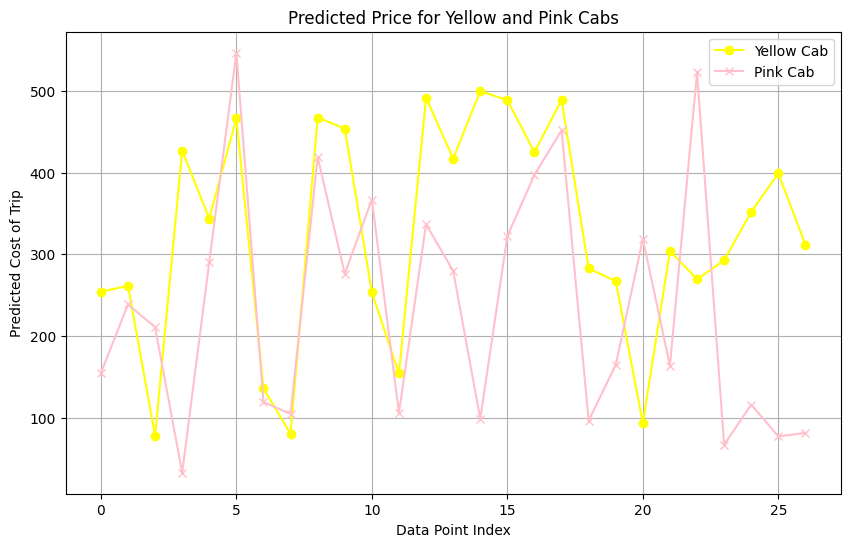 Predicted Price for Yellow and Pink Cabs
Yellow Cab
Pink Cab
500
400
300
200
100
Predicted Cost of Trip
0
5
10
15
20
25
Data Point Index